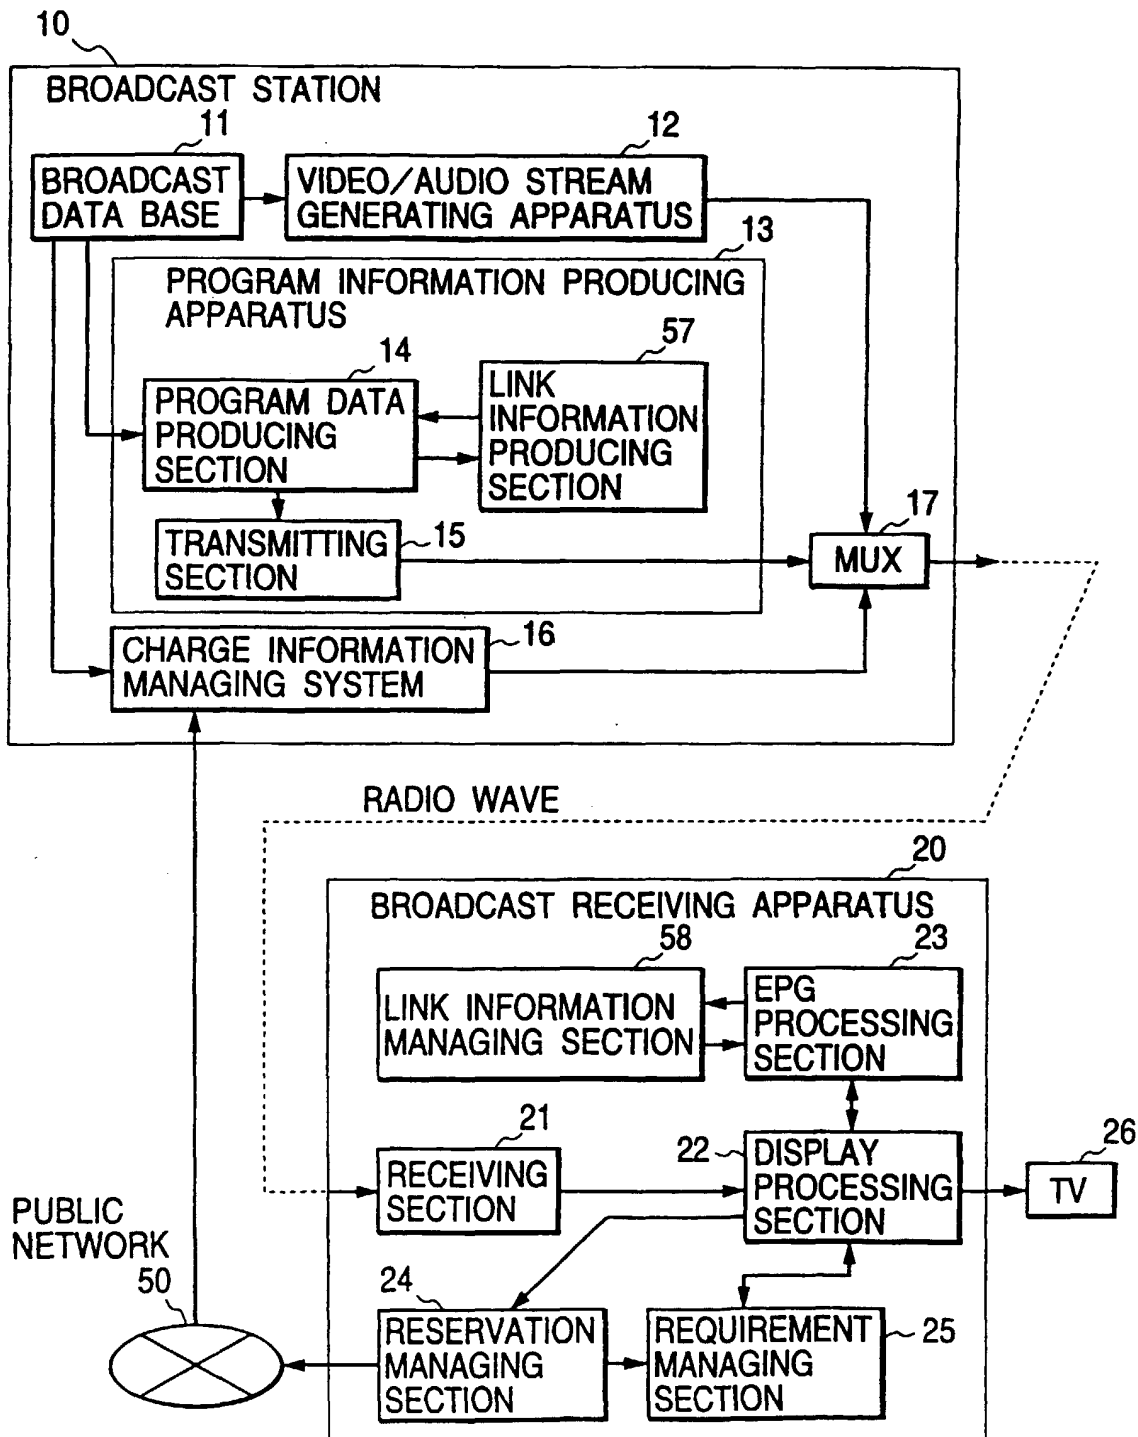 10
BROADCAST STATION
11
BROADCAST
DATA BASE
12
VIDEO/AUDIO STREAM
GENERATING APPARATUS
13
PROGRAM INFORMATION PRODUCING
APPARATUS
14
PROGRAM DATA
PRODUCING
SECTION
57
LINK
INFORMATION
PRODUCING
SECTION
TRANSMITTING
SECTION
15
17
MUX
CHARGE INFORMATION
MANAGING SYSTEM
16
RADIO WAVE
20
BROADCAST RECEIVING APPARATUS
58
LINK INFORMATION
MANAGING SECTION
23
EPG
PROCESSING
SECTION
21
RECEIVING
SECTION
22
DISPLAY
PROCESSING
SECTION
26
TV
PUBLIC
NETWORK
50
24
RESERVATION
MANAGING
SECTION
REQUIREMENT
MANAGING
SECTION
25